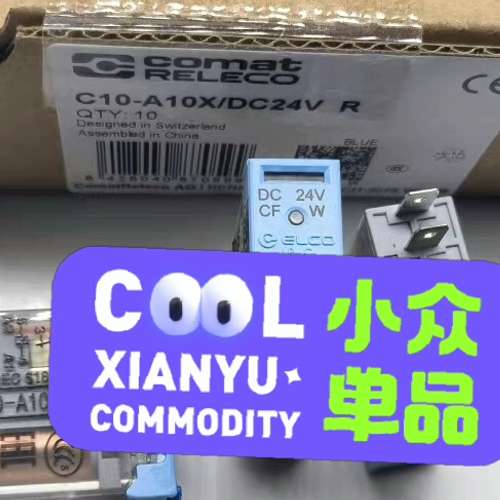 comat
RELECO
C10-A10X/DC24V R
QTY: 10
Designed in Switzerland
Assembled in China
BLUE
DC 24V
CF W
COOL
XIANYU
COMMODITY
小众
单品